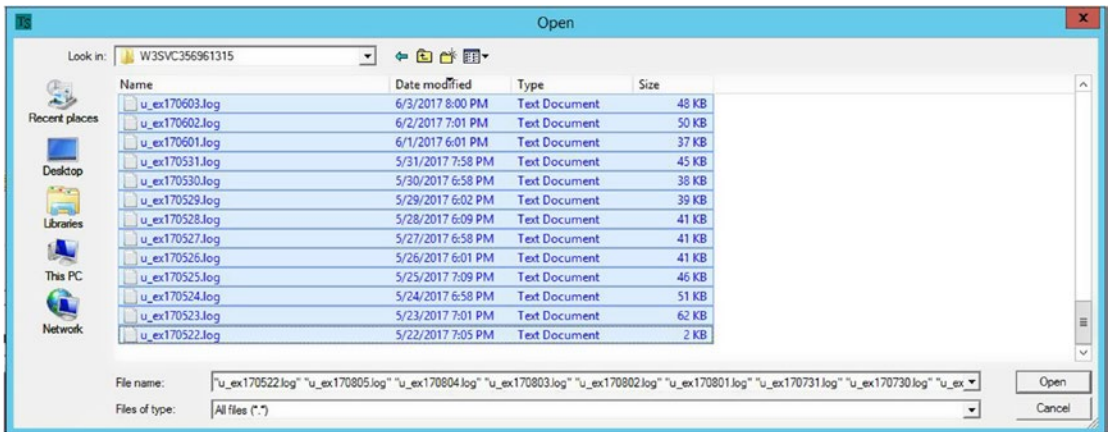 Ts Open x
Look in: W3SVC356961315
Name Date modified Type Size
u_ex170603.log 6/3/2017 8:00 PM Text Document 48 KB
u_ex170602.log 6/2/2017 7:01 PM Text Document 50 KB
u_ex170601.log 6/1/2017 6:01 PM Text Document 37 KB
u_ex170531.log 5/31/2017 7:58 PM Text Document 45 KB
u_ex170530.log 5/30/2017 6:58 PM Text Document 38 KB
u_ex170529.log 5/29/2017 6:02 PM Text Document 39 KB
u_ex170528.log 5/28/2017 6:09 PM Text Document 41 KB
u_ex170527.log 5/27/2017 6:58 PM Text Document 41 KB
u_ex170526.log 5/26/2017 6:01 PM Text Document 41 KB
u_ex170525.log 5/25/2017 7:09 PM Text Document 46 KB
u_ex170524.log 5/24/2017 6:58 PM Text Document 51 KB
u_ex170523.log 5/23/2017 7:01 PM Text Document 62 KB
u_ex170522.log 5/22/2017 7:05 PM Text Document 2 KB
Recent places
Desktop
Libraries
This PC
Network
File name: "u_ex170522.log" "u_ex170805.log" "u_ex170804.log" "u_ex170803.log" "u_ex170802.log" "u_ex170801.log" "u_ex170731.log" "u_ex170730.log" "u_ex Open
Files of type: All files (*.*) Cancel